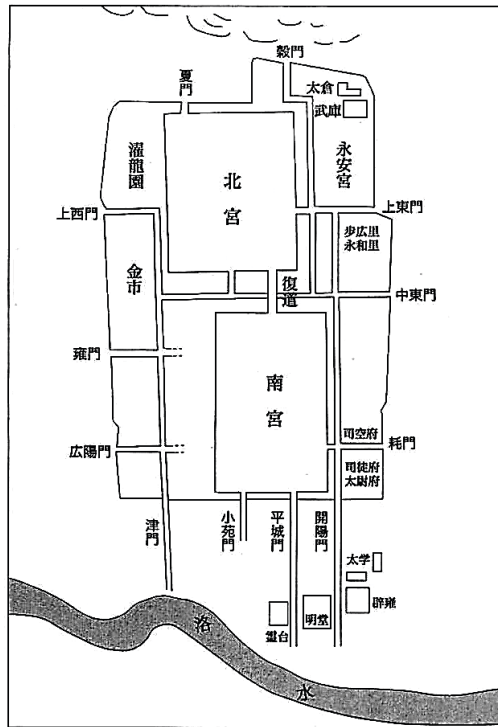 穀門
夏門
太倉
武庫
濯龍園
北宮
永安宮
上西門
上東門
歩広里
永和里
金市
復道
中東門
雍門
南宮
司空府
広陽門
耗門
司徒府
太尉府
津門
小苑門
平城門
開陽門
太学
辟雍
霊台
明堂
洛水